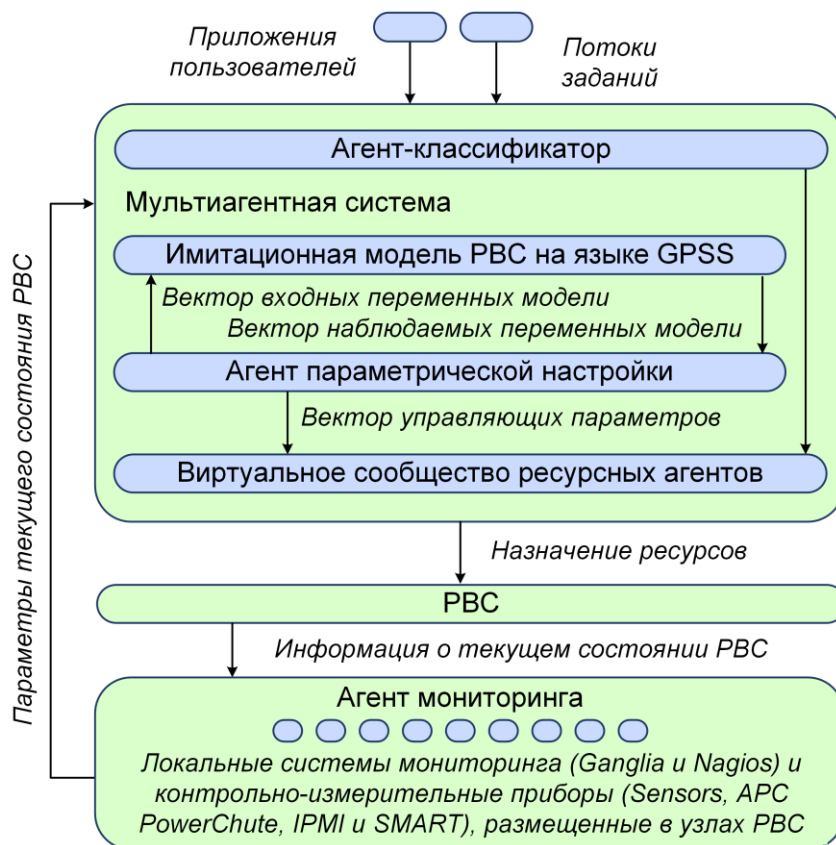 Приложения
пользователей
Потоки
заданий
Агент-классификатор
Мультиагентная система
Имитационная модель РВС на языке GPSS
Вектор входных переменных модели
Вектор наблюдаемых переменных модели
Агент параметрической настройки
Вектор управляющих параметров
Виртуальное сообщество ресурсных агентов
Параметры текущего состояния РВС
Назначение ресурсов
РВС
Информация о текущем состоянии РВС
Агент мониторинга
Локальные системы мониторинга (Ganglia и Nagios) и
контрольно-измерительные приборы (Sensors, APC
PowerChute, IPMI и SMART), размещенные в узлах РВС